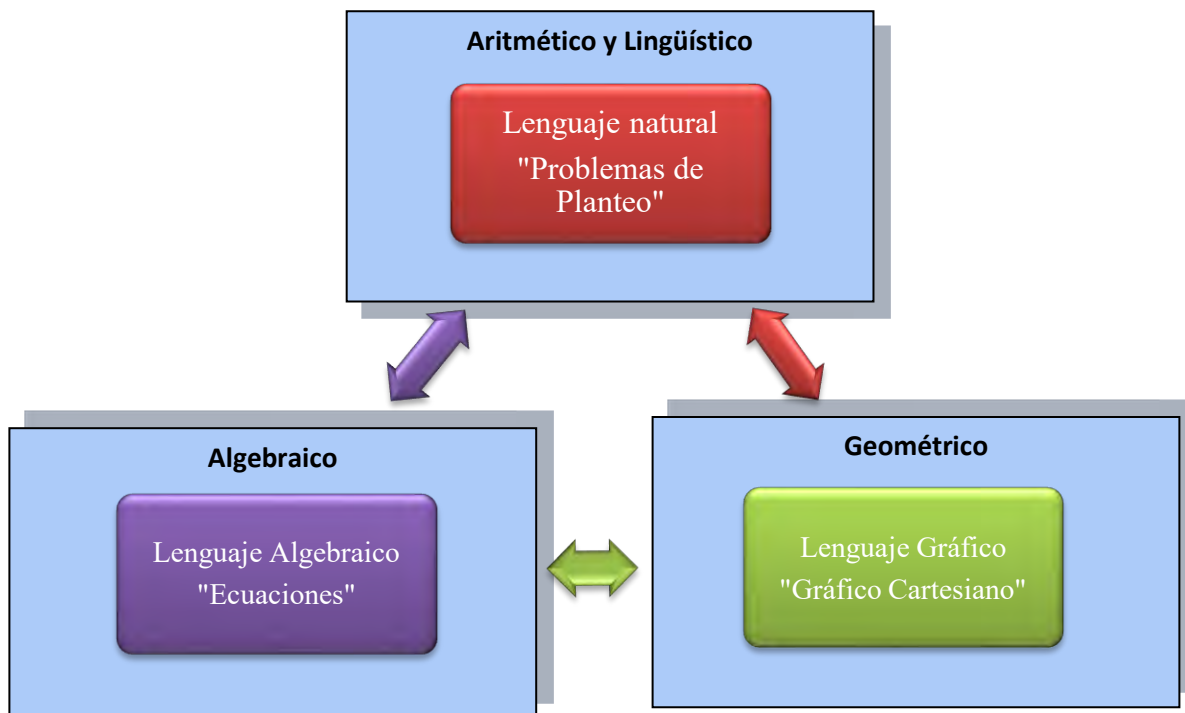 Aritmético y Lingüístico
Lenguaje natural
"Problemas de
Planteo"
Algebraico
Lenguaje Algebraico
"Ecuaciones"
Geométrico
Lenguaje Gráfico
"Gráfico Cartesiano"